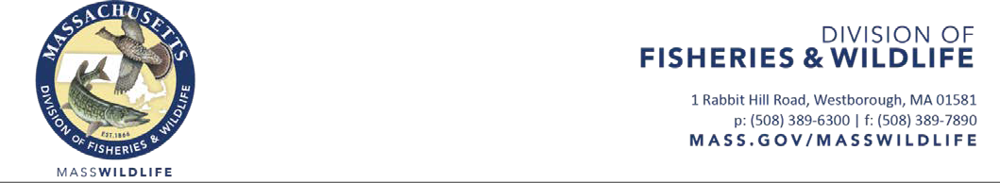 MASSACHUSETTS
DIVISION OF FISHERIES & WILDLIFE
EST.1866
MASSWILDLIFE
DIVISION OF
FISHERIES & WILDLIFE
1 Rabbit Hill Road, Westborough, MA 01581
p: (508) 389-6300 | f: (508) 389-7890
MASS.GOV/MASSWILDLIFE